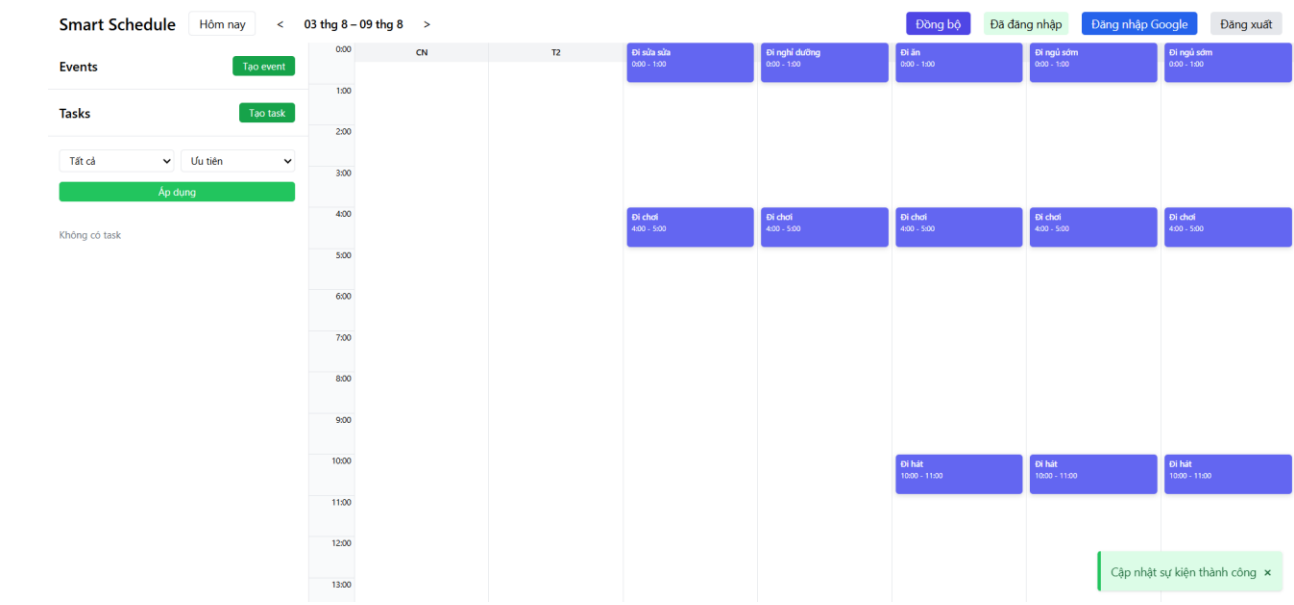 Smart Schedule Hôm nay < 03 thg 8 – 09 thg 8 > Đồng bộ Đã đăng nhập Đăng nhập Google Đăng xuất
Events Tạo event
Tasks Tạo task
Tất cả Ưu tiên
Áp dụng
Không có task
CN T2
0:00
Đi sửa sửa Đi nghỉ dưỡng Đi ăn Đi ngủ sớm Đi ngủ sớm
0:00 - 1:00 0:00 - 1:00 0:00 - 1:00 0:00 - 1:00 0:00 - 1:00
1:00
2:00
3:00
4:00
Đi chơi Đi chơi Đi chơi Đi chơi Đi chơi
4:00 - 5:00 4:00 - 5:00 4:00 - 5:00 4:00 - 5:00 4:00 - 5:00
5:00
6:00
7:00
8:00
9:00
10:00
Đi hát Đi hát Đi hát
10:00 - 11:00 10:00 - 11:00 10:00 - 11:00
11:00
12:00
13:00
Cập nhật sự kiện thành công ×